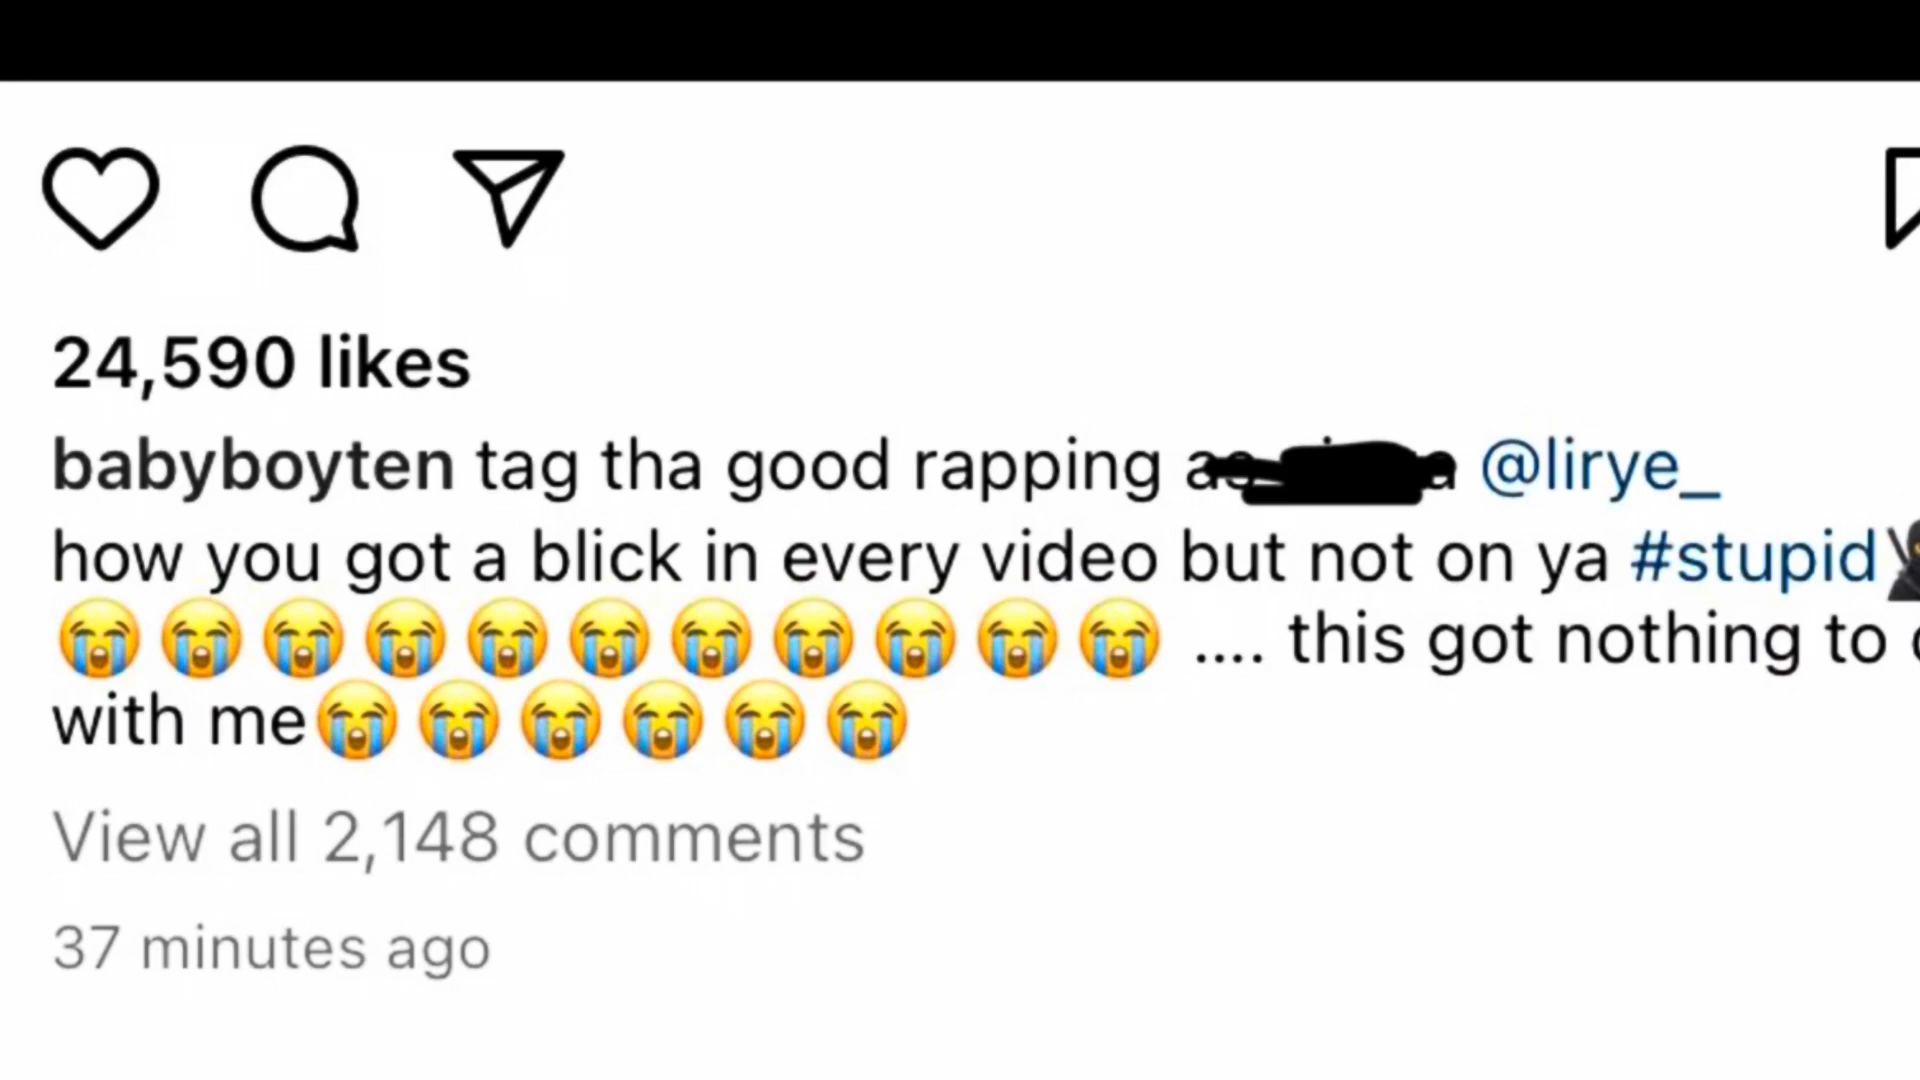 24,590 likes
babyboyten tag tha good rapping @lirye_
how you got a blick in every video but not on ya #stupid
😭😭😭😭😭😭😭😭😭😭😭 .... this got nothing to
with me😭😭😭😭😭😭
View all 2,148 comments
37 minutes ago